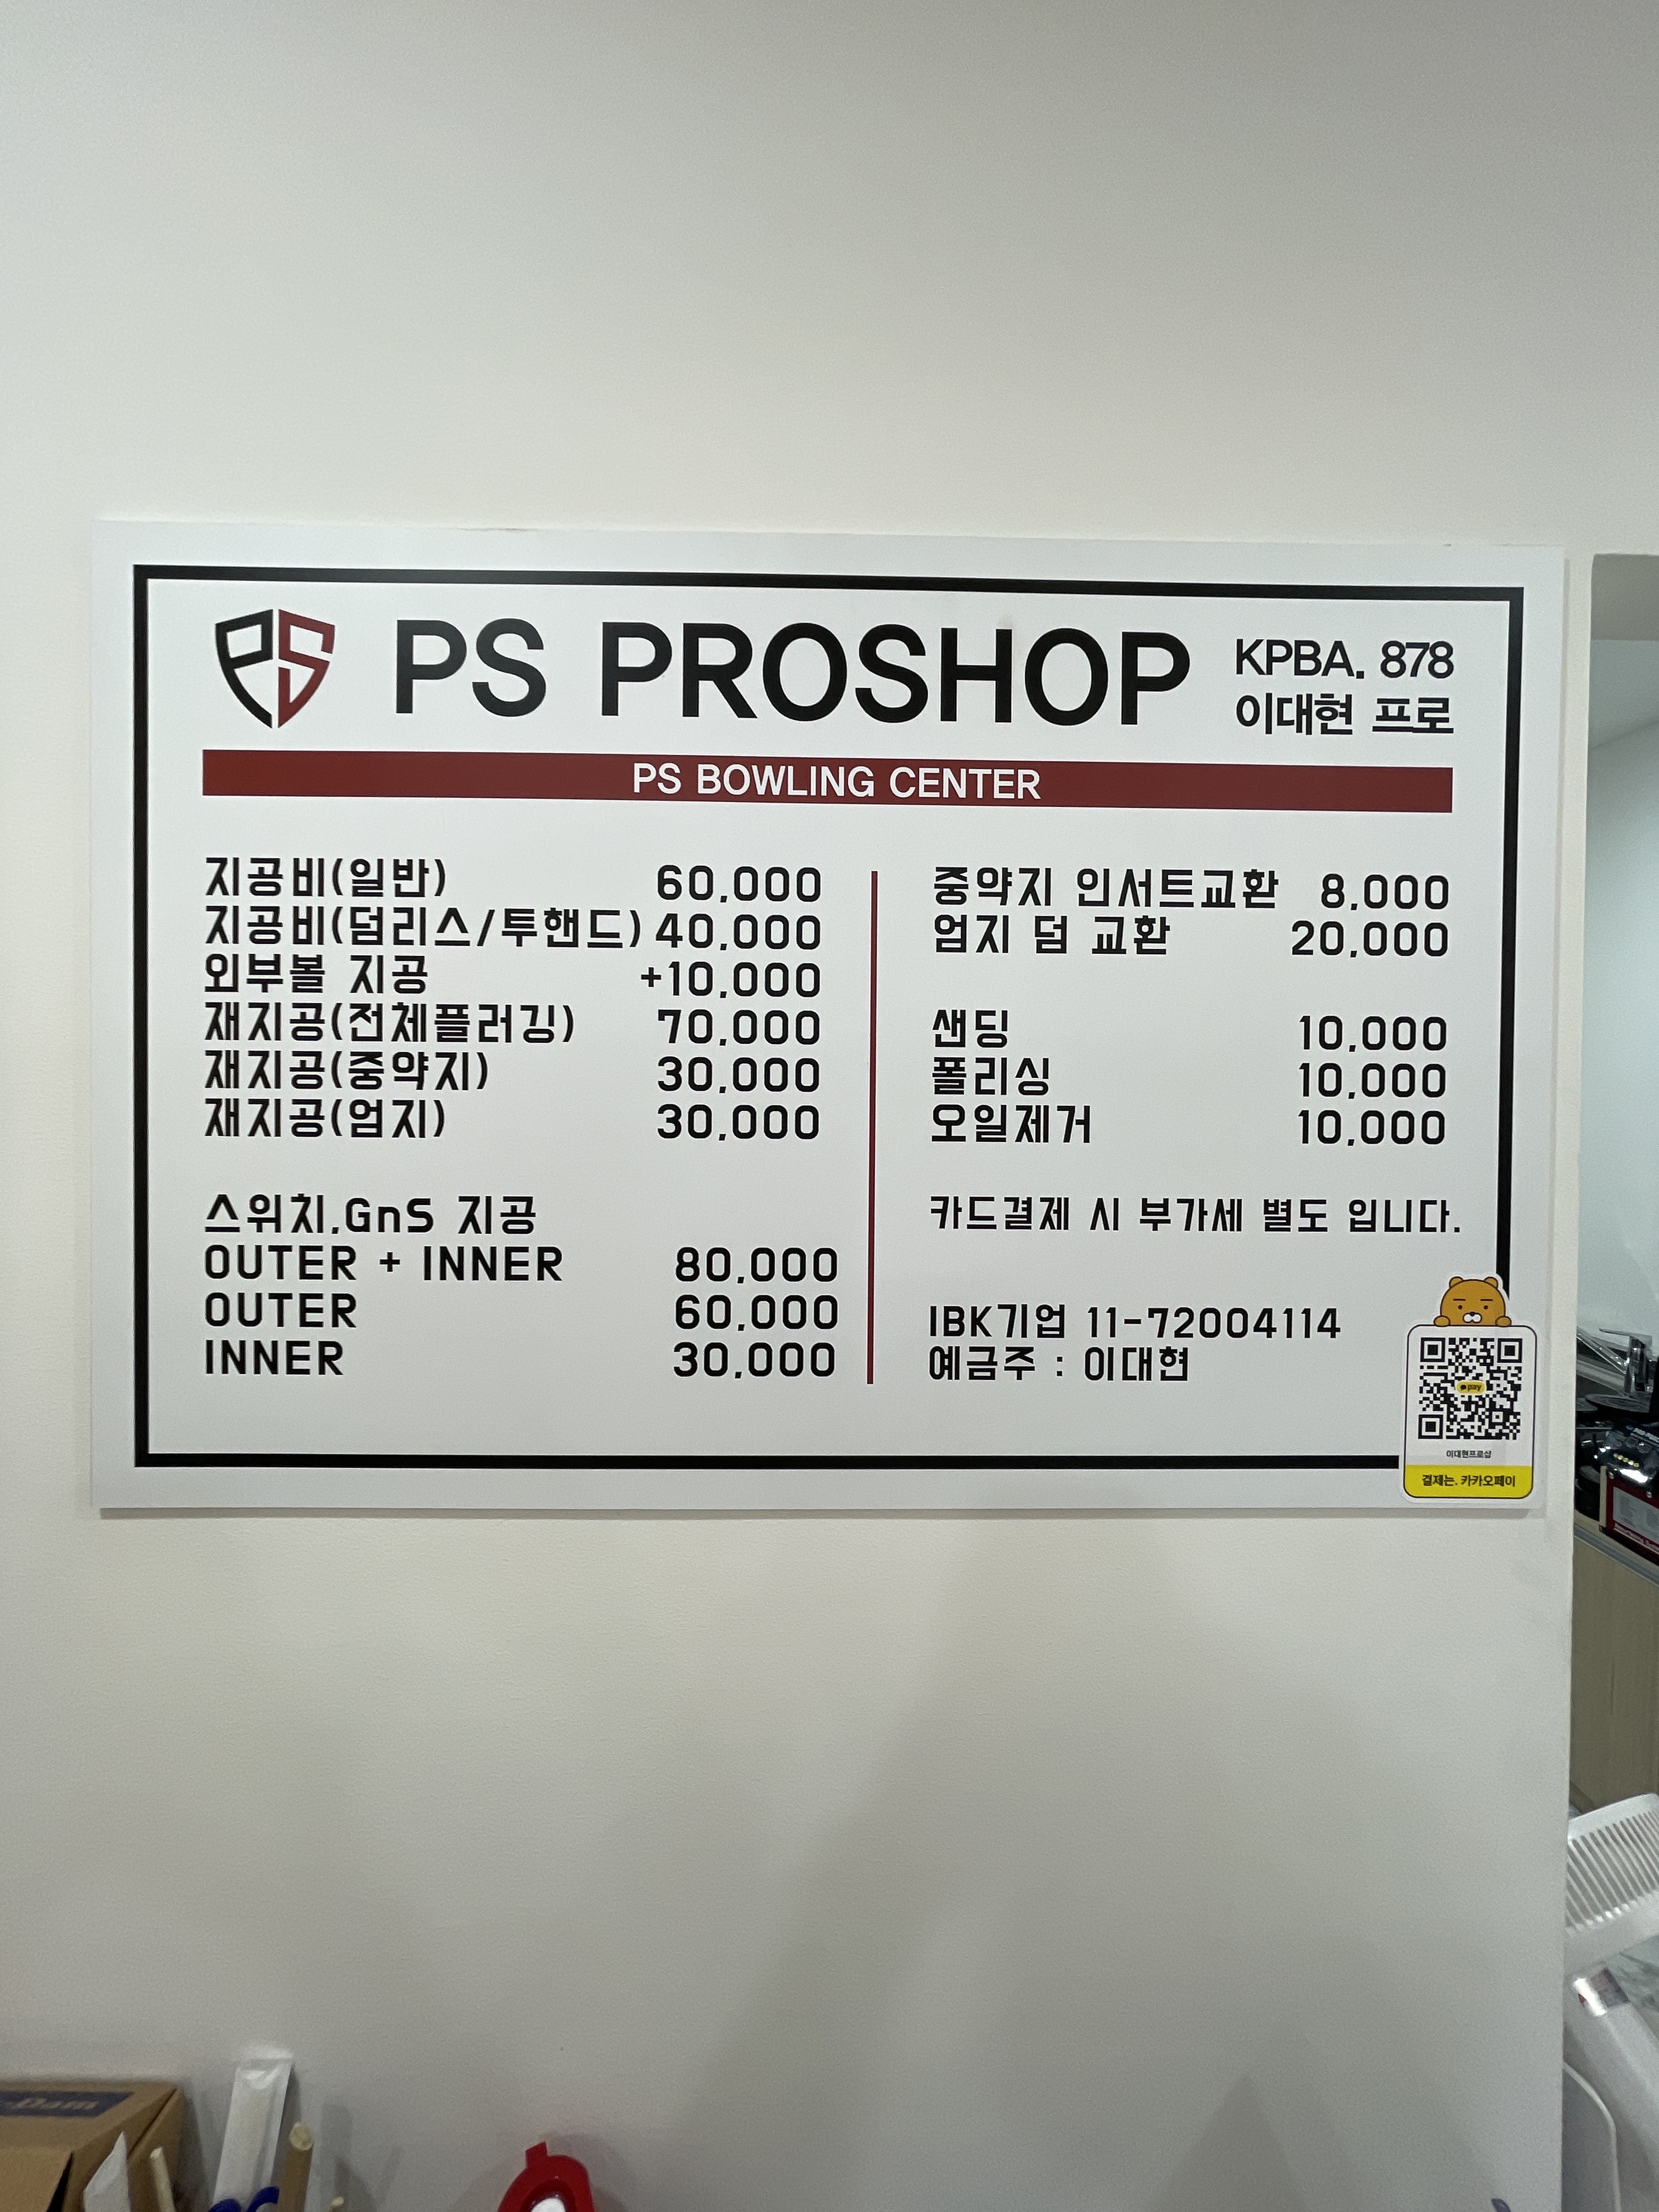 PS
PS PROSHOP
KPBA. 878
이대현 프로
PS BOWLING CENTER
지공비(일반) 60,000
지공비(덤리스/투핸드) 40,000
외부볼 지공 +10,000
재지공(전체플러깅) 70,000
재지공(중약지) 30,000
재지공(엄지) 30,000
스위치,GnS 지공
OUTER + INNER 80,000
OUTER 60,000
INNER 30,000
중약지 인서트교환 8,000
엄지 덤 교환 20,000
샌딩 10,000
폴리싱 10,000
오일제거 10,000
카드결제 시 부가세 별도 입니다.
IBK기업 11-72004114
예금주 : 이대현
pay
이대현프로샵
결제는. 카카오페이